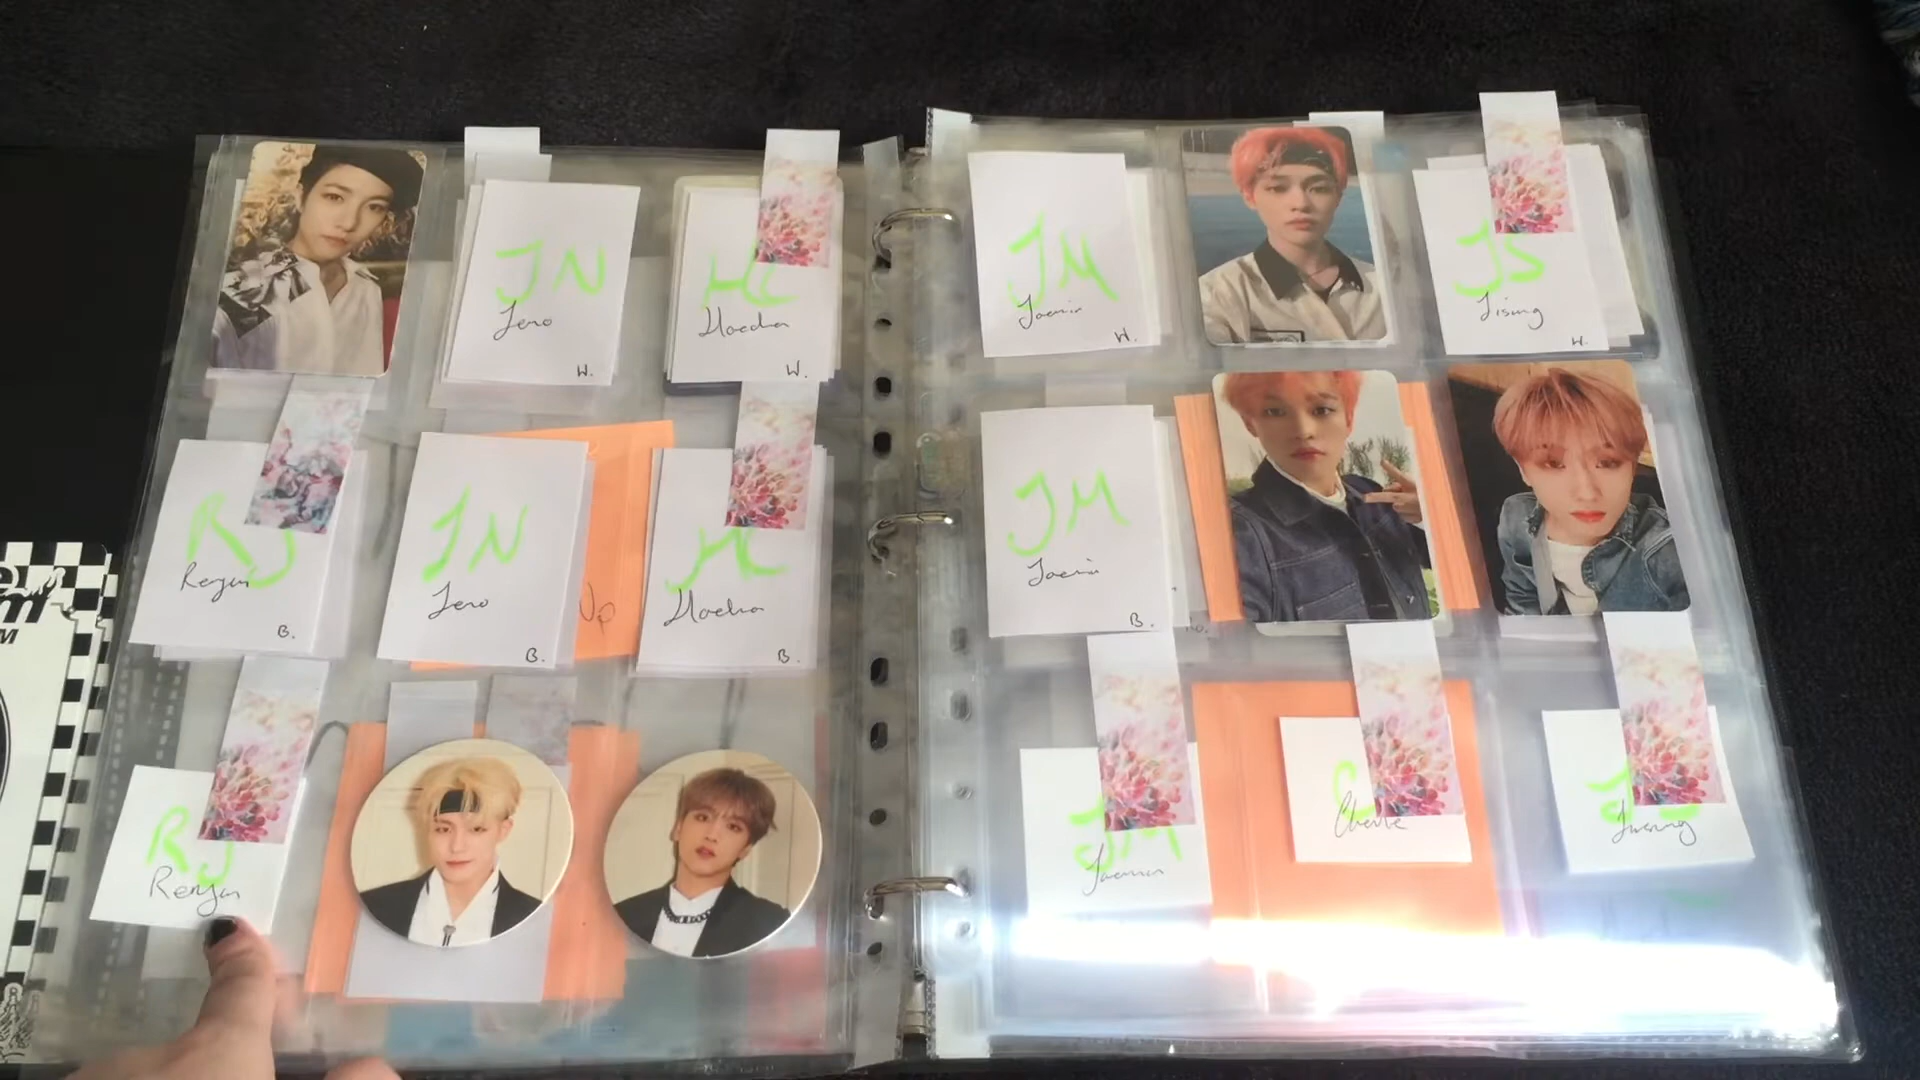 JN
Jeno
W.
HC
Haechan
W.
JM
Jaemin
W.
JS
Jisung
W.
RJ
Renjun
B.
JN
Jeno
B.
HC
Haechan
B.
JM
Jaemin
B.
RJ
Renjun
JM
Jaemin
Chenle
Jisung